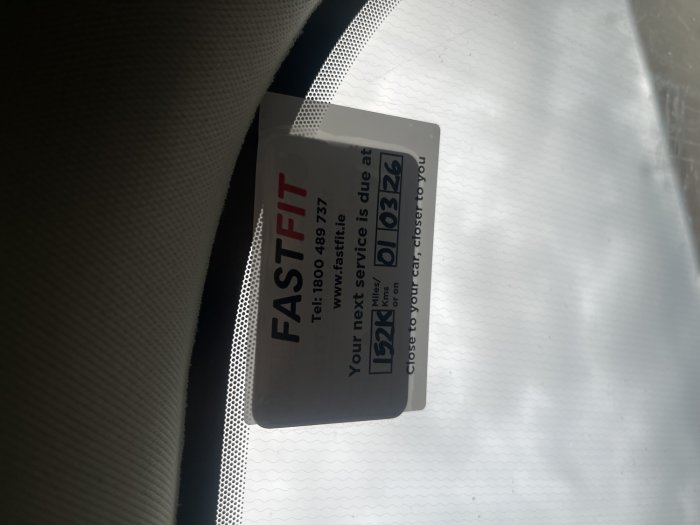 FASTFIT
Tel: 1800 489 737
www.fastfit.ie
Your next service is due at
152K Miles/ Kms or on 01 03 26
Close to your car, closer to you